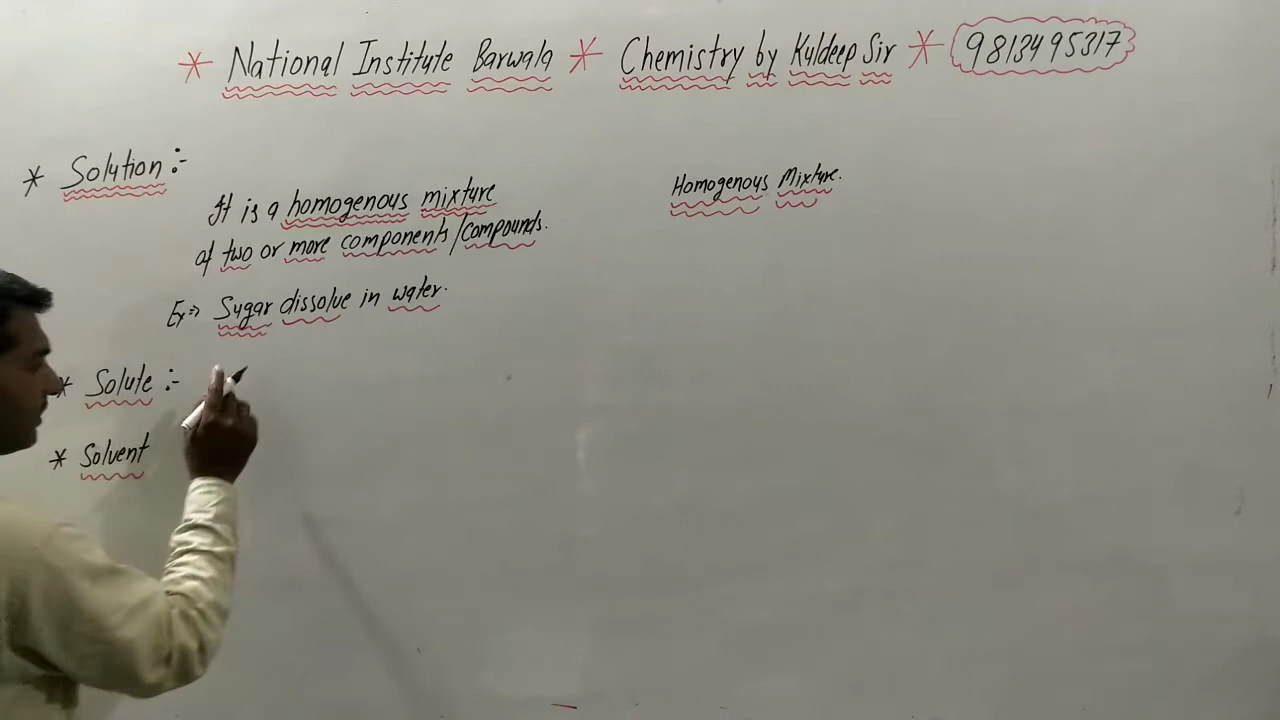 * National Institute Barwala * Chemistry by Kuldeep Sir * 9813495317
* Solution :-
It is a homogenous mixture
of two or more components/compounds.
Ex => Sugar dissolve in water.
* Solute :-
* Solvent
Homogenous Mixture.